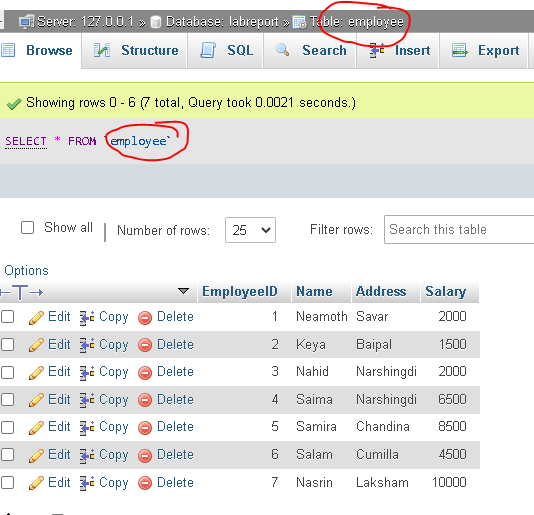 Server: 127.0.0.1 » Database: labreport » Table: employee
Browse Structure SQL Search Insert Export
Showing rows 0 - 6 (7 total, Query took 0.0021 seconds.)
SELECT * FROM `employee`
Show all Number of rows: 25 Filter rows: Search this table
Options
EmployeeID Name Address Salary
Edit Copy Delete 1 Neamoth Savar 2000
Edit Copy Delete 2 Keya Baipal 1500
Edit Copy Delete 3 Nahid Narshingdi 2000
Edit Copy Delete 4 Saima Narshingdi 6500
Edit Copy Delete 5 Samira Chandina 8500
Edit Copy Delete 6 Salam Cumilla 4500
Edit Copy Delete 7 Nasrin Laksham 10000